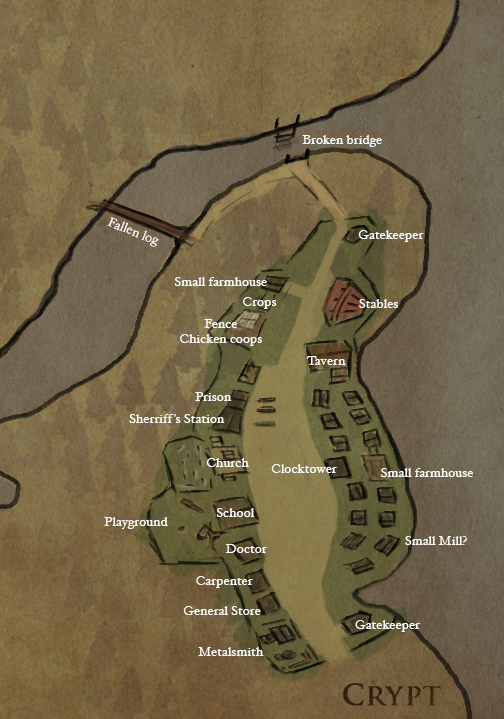 Broken bridge
Fallen log
Gatekeeper
Small farmhouse
Crops
Stables
Fence
Chicken coops
Tavern
Prison
Sherriff's Station
Church
Clocktower
Small farmhouse
School
Playground
Small Mill?
Doctor
Carpenter
General Store
Gatekeeper
Metalsmith
CRYPT